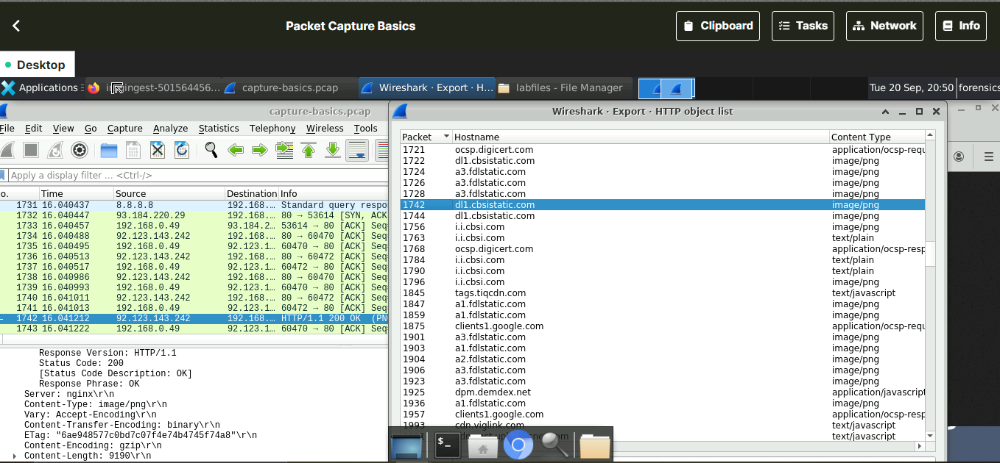 Packet Capture Basics
Clipboard
Tasks
Network
Info
Desktop
Applications
ingest-501564456...
capture-basics.pcap
Wireshark · Export · H...
labfiles - File Manager
Tue 20 Sep, 20:50
forensics
capture-basics.pcap
File Edit View Go Capture Analyze Statistics Telephony Wireless Tools
Apply a display filter ... <Ctrl-/>
o. Time Source Destination Info
1731 16.040437 8.8.8.8 192.168.... Standard query respo
1732 16.040447 93.184.220.29 192.168.... 80 → 53614 [SYN, ACK
1733 16.040457 192.168.0.49 93.184.2... 53614 → 80 [ACK] Seq
1734 16.040488 92.123.143.242 192.168.... 80 → 60470 [ACK] Seq
1735 16.040495 192.168.0.49 92.123.1... 60470 → 80 [ACK] Seq
1736 16.040513 92.123.143.242 192.168.... 80 → 60472 [ACK] Seq
1737 16.040517 192.168.0.49 92.123.1... 60472 → 80 [ACK] Seq
1738 16.040986 92.123.143.242 192.168.... 80 → 60470 [ACK] Seq
1739 16.040993 192.168.0.49 92.123.1... 60470 → 80 [ACK] Seq
1740 16.041011 92.123.143.242 192.168.... 80 → 60472 [ACK] Seq
1741 16.041013 192.168.0.49 92.123.1... 60472 → 80 [ACK] Seq
1742 16.041212 92.123.143.242 192.168.... HTTP/1.1 200 OK (PN
1743 16.041222 192.168.0.49 92.123.1... 60470 → 80 [ACK] Seq
Response Version: HTTP/1.1
Status Code: 200
[Status Code Description: OK]
Response Phrase: OK
Server: nginx\r\n
Content-Type: image/png\r\n
Vary: Accept-Encoding\r\n
Content-Transfer-Encoding: binary\r\n
ETag: "6ae948577c0bd7c07f4e74b4745f74a8"\r\n
Content-Encoding: gzip\r\n
Content-Length: 9190\r\n
Wireshark · Export · HTTP object list
Packet Hostname Content Type
1721 ocsp.digicert.com application/ocsp-requ
1722 dl1.cbsistatic.com image/png
1724 a3.fdlstatic.com image/png
1726 a3.fdlstatic.com image/png
1728 a3.fdlstatic.com image/png
1742 dl1.cbsistatic.com image/png
1744 dl1.cbsistatic.com image/png
1756 i.i.cbsi.com image/png
1763 i.i.cbsi.com text/plain
1768 ocsp.digicert.com application/ocsp-resp
1784 i.i.cbsi.com text/plain
1790 i.i.cbsi.com text/plain
1796 i.i.cbsi.com image/png
1845 tags.tiqcdn.com text/javascript
1847 a1.fdlstatic.com image/png
1859 a1.fdlstatic.com image/png
1875 clients1.google.com application/ocsp-requ
1901 a3.fdlstatic.com image/png
1903 a1.fdlstatic.com image/png
1904 a2.fdlstatic.com image/png
1906 a3.fdlstatic.com image/png
1923 a3.fdlstatic.com image/png
1925 dpm.demdex.net application/javascript
1936 a1.fdlstatic.com image/png
1957 clients1.google.com application/ocsp-resp
1993 cdn.viglink.com text/javascript
text/javascript